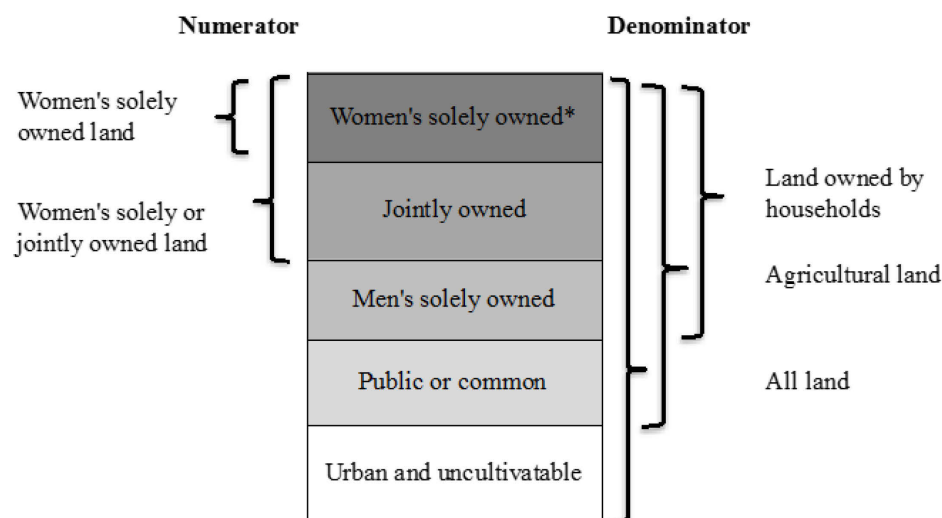 Numerator
Denominator
Women's solely
owned land
Women's solely or
jointly owned land
Women's solely owned*
Jointly owned
Men's solely owned
Public or common
Urban and uncultivatable
Land owned by
households
Agricultural land
All land